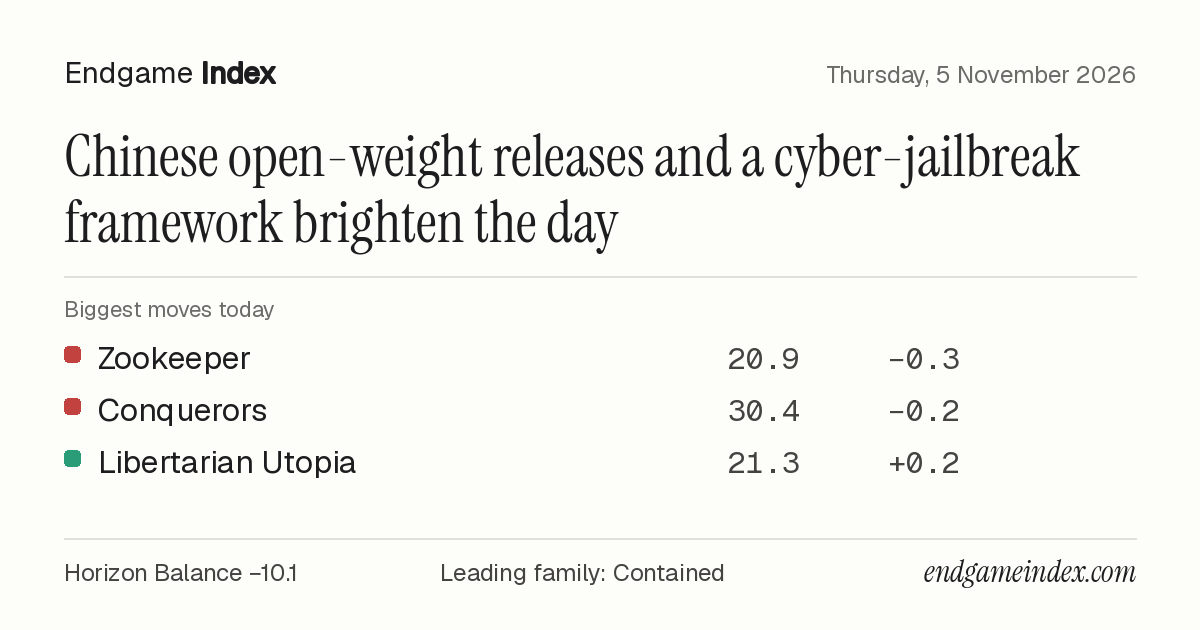 Endgame Index
Thursday, 5 November 2026
Chinese open-weight releases and a cyber-jailbreak
framework brighten the day
Biggest moves today
Zookeeper 20.9 −0.3
Conquerors 30.4 −0.2
Libertarian Utopia 21.3 +0.2
Horizon Balance −10.1 Leading family: Contained endgameindex.com